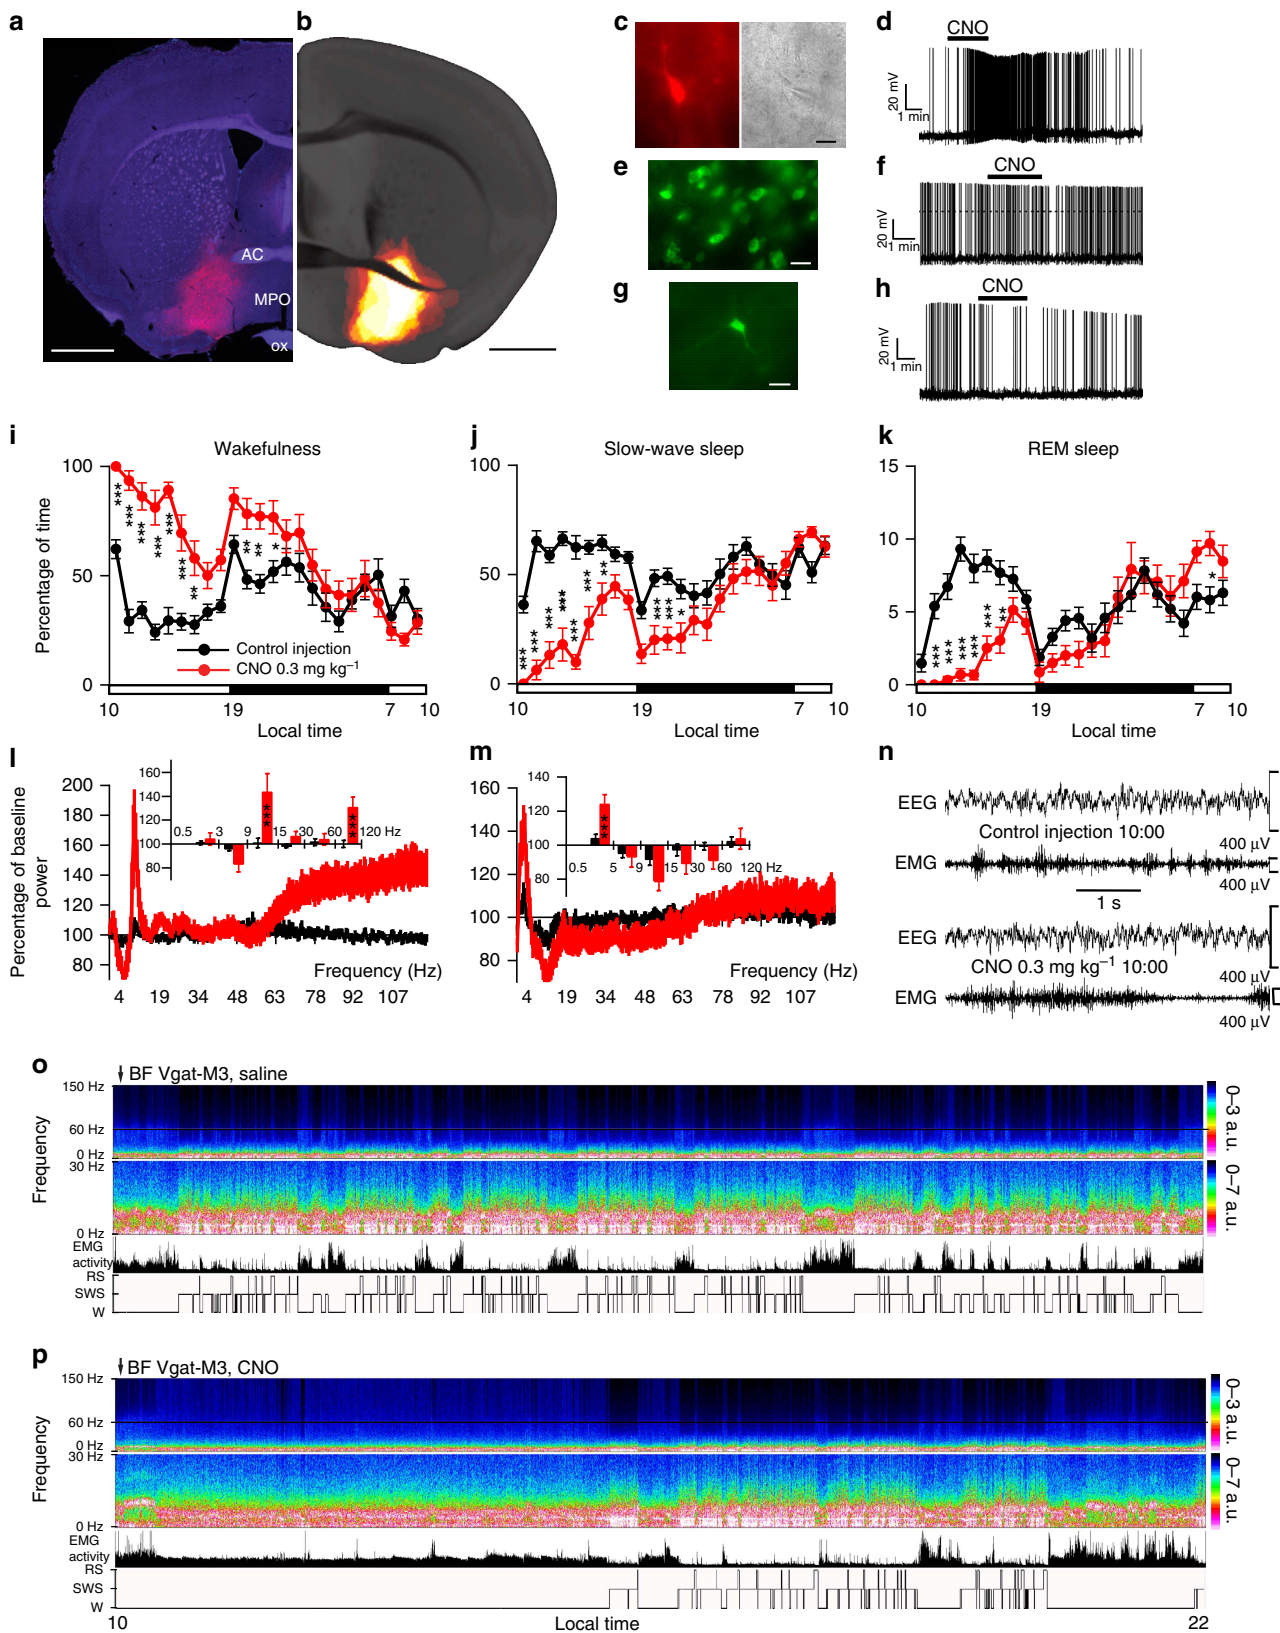 a
b
c
d
CNO
20 mV
1 min
AC
MPO
ox
e
f
CNO
20 mV
1 min
g
h
CNO
20 mV
1 min
i
Wakefulness
Percentage of time
100
50
0
***
***
***
***
***
***
**
**
**
*
Control injection
CNO 0.3 mg kg⁻¹
10
19
7
10
Local time
j
Slow-wave sleep
100
50
0
***
***
***
***
***
***
**
***
***
*
10
19
7
10
Local time
k
REM sleep
15
10
5
0
***
***
***
***
***
**
*
10
19
7
10
Local time
l
Percentage of baseline power
200
180
160
140
120
100
80
160
140
120
100
80
0.5
3
9
15
30
60
120 Hz
***
***
Frequency (Hz)
4 19 34 48 63 78 92 107
m
160
140
120
100
80
140
120
100
80
0.5
5
9
15
30
60
120 Hz
***
Frequency (Hz)
4 19 34 48 63 78 92 107
n
EEG
Control injection 10:00
400 μV
EMG
400 μV
1 s
EEG
CNO 0.3 mg kg⁻¹ 10:00
400 μV
EMG
400 μV
o
BF Vgat-M3, saline
Frequency
150 Hz
60 Hz
0 Hz
30 Hz
0 Hz
0–3 a.u.
0–7 a.u.
EMG
activity
RS
SWS
W
p
BF Vgat-M3, CNO
Frequency
150 Hz
60 Hz
0 Hz
30 Hz
0 Hz
0–3 a.u.
0–7 a.u.
EMG
activity
RS
SWS
W
10
Local time
22